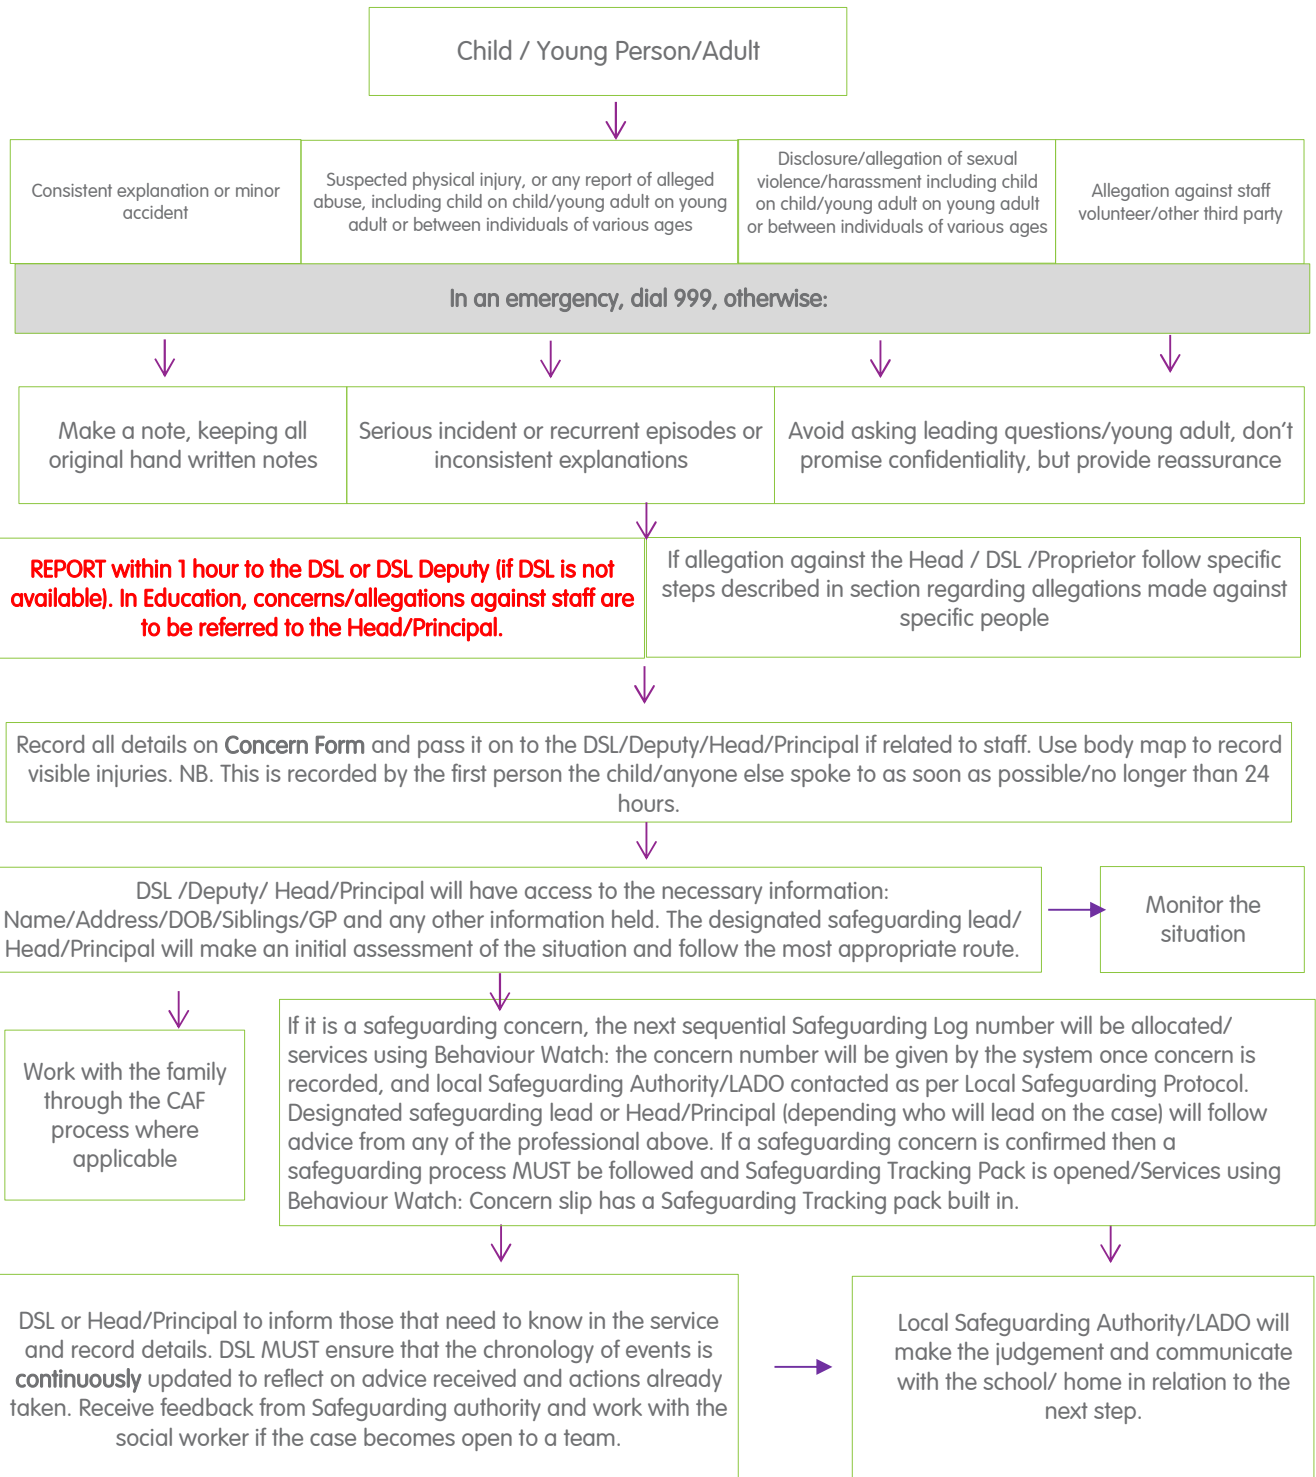 Child / Young Person/Adult
Consistent explanation or minor
accident
Suspected physical injury, or any report of alleged
abuse, including child on child/young adult on young
adult or between individuals of various ages
Disclosure/allegation of sexual
violence/harassment including child
on child/young adult on young adult
or between individuals of various ages
Allegation against staff
volunteer/other third party
In an emergency, dial 999, otherwise:
Make a note, keeping all
original hand written notes
Serious incident or recurrent episodes or
inconsistent explanations
Avoid asking leading questions/young adult, don't
promise confidentiality, but provide reassurance
REPORT within 1 hour to the DSL or DSL Deputy (if DSL is not
available). In Education, concerns/allegations against staff are
to be referred to the Head/Principal.
If allegation against the Head / DSL /Proprietor follow specific
steps described in section regarding allegations made against
specific people
Record all details on Concern Form and pass it on to the DSL/Deputy/Head/Principal if related to staff. Use body map to record
visible injuries. NB. This is recorded by the first person the child/anyone else spoke to as soon as possible/no longer than 24
hours.
DSL /Deputy/ Head/Principal will have access to the necessary information:
Name/Address/DOB/Siblings/GP and any other information held. The designated safeguarding lead/
Head/Principal will make an initial assessment of the situation and follow the most appropriate route.
Monitor the
situation
Work with the family
through the CAF
process where
applicable
If it is a safeguarding concern, the next sequential Safeguarding Log number will be allocated/
services using Behaviour Watch: the concern number will be given by the system once concern is
recorded, and local Safeguarding Authority/LADO contacted as per Local Safeguarding Protocol.
Designated safeguarding lead or Head/Principal (depending who will lead on the case) will follow
advice from any of the professional above. If a safeguarding concern is confirmed then a
safeguarding process MUST be followed and Safeguarding Tracking Pack is opened/Services using
Behaviour Watch: Concern slip has a Safeguarding Tracking pack built in.
DSL or Head/Principal to inform those that need to know in the service
and record details. DSL MUST ensure that the chronology of events is
continuously updated to reflect on advice received and actions already
taken. Receive feedback from Safeguarding authority and work with the
social worker if the case becomes open to a team.
Local Safeguarding Authority/LADO will
make the judgement and communicate
with the school/ home in relation to the
next step.